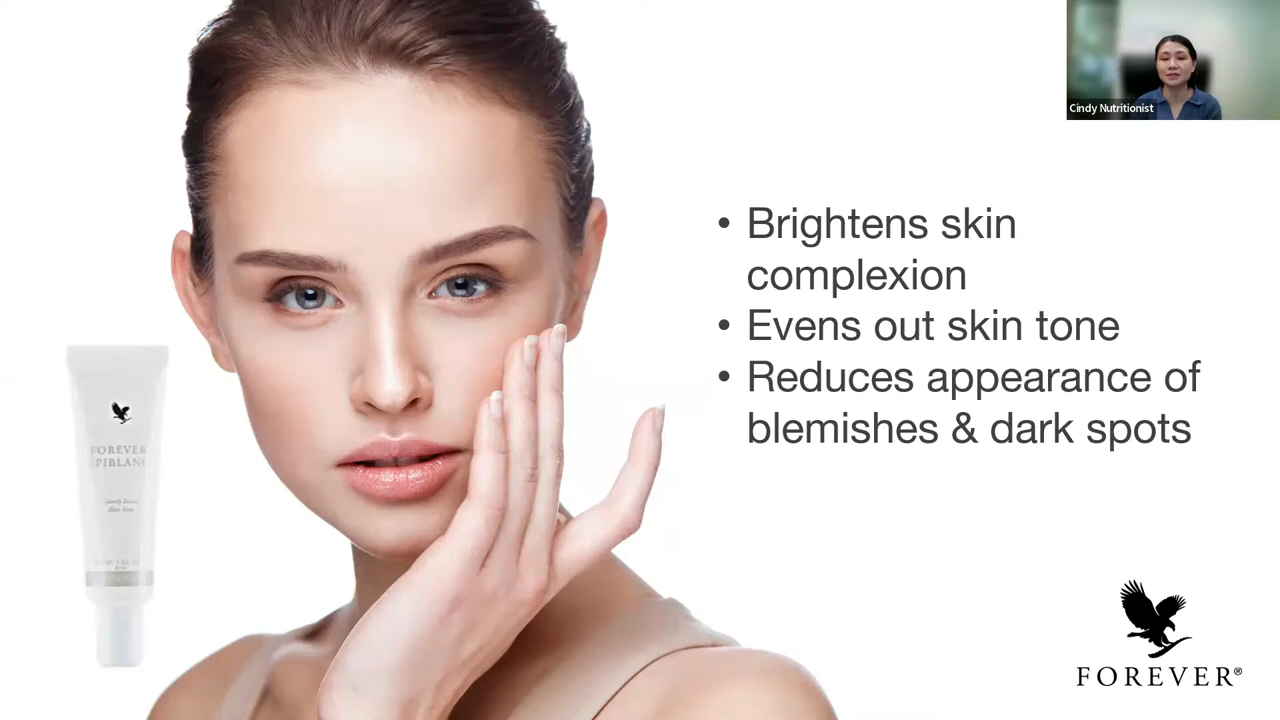 Cindy Nutritionist
• Brightens skin
complexion
• Evens out skin tone
• Reduces appearance of
blemishes & dark spots
FOREVER
EPIBLANC
FOREVER®